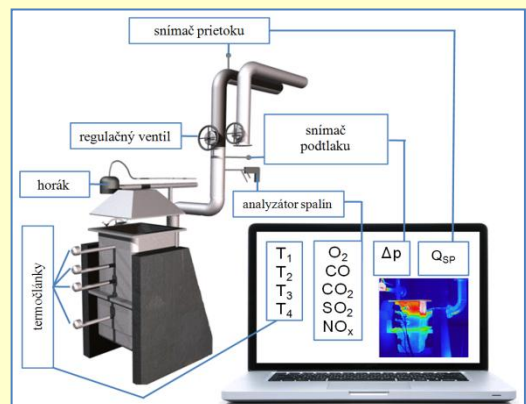 snímač prietoku
regulačný ventil
snímač
podtlaku
horák
analyzátor spalín
termočlánky
T₁
T₂
T₃
T₄
O₂
CO
CO₂
SO₂
NOₓ
Δp
Q_SP